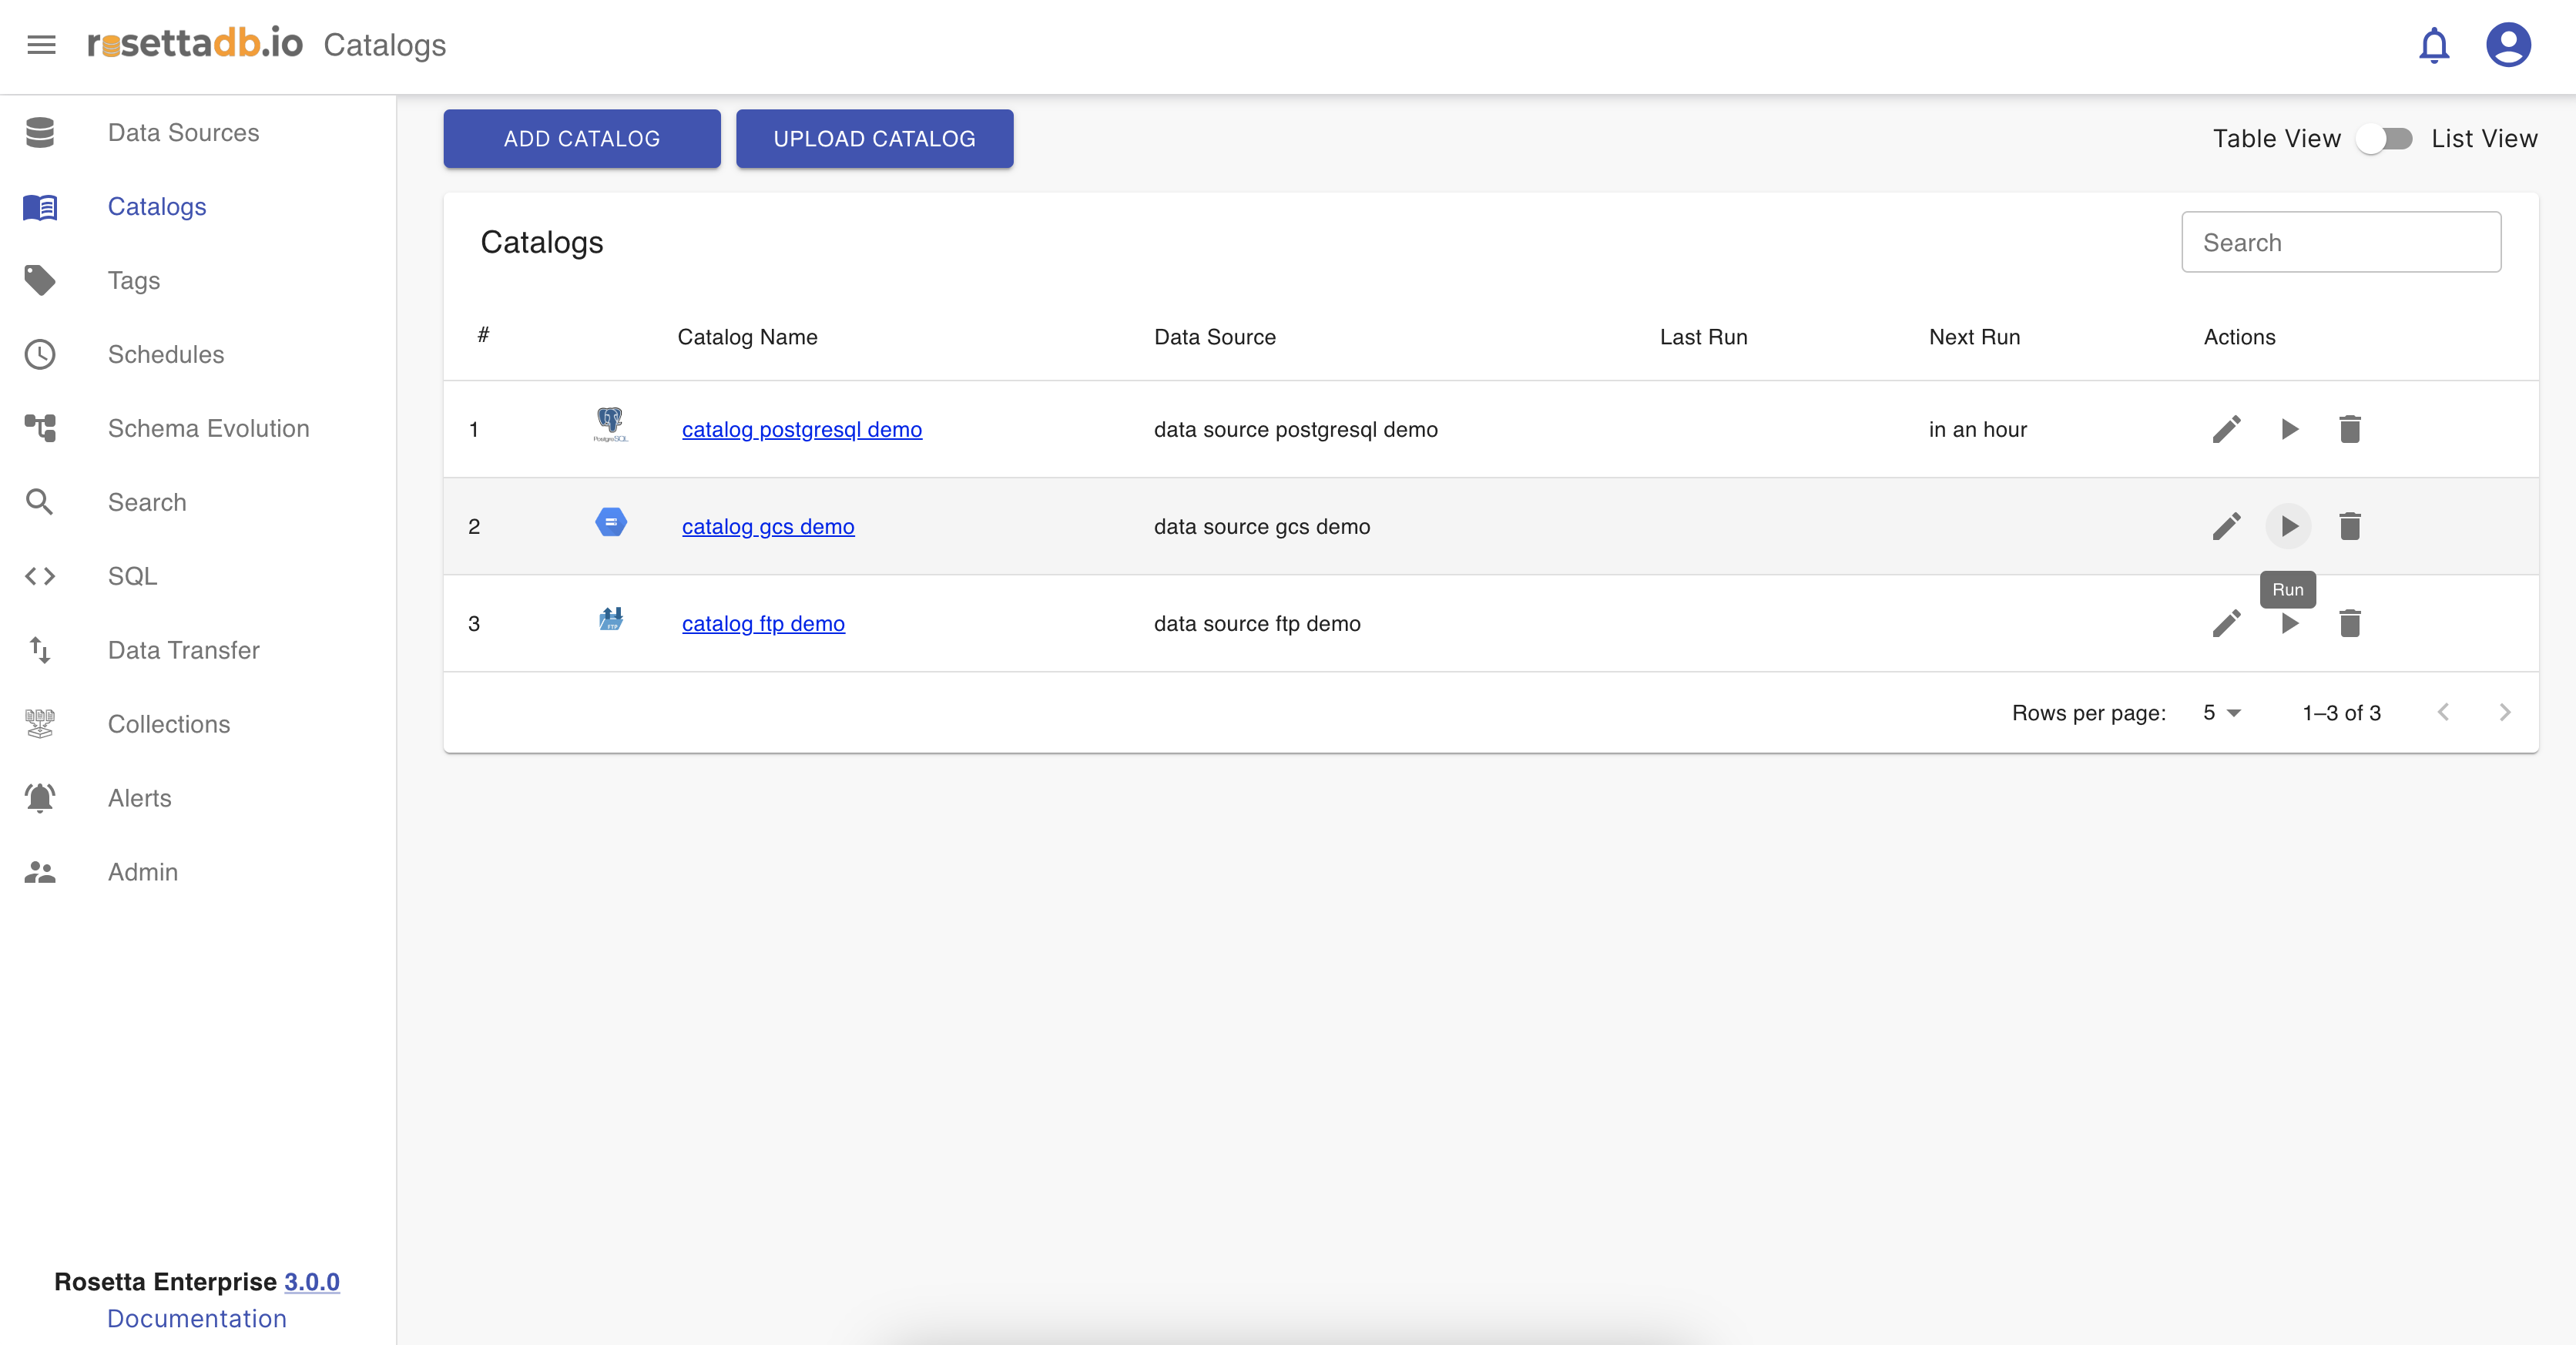 rosettadb.io Catalogs
Data Sources
Catalogs
Tags
Schedules
Schema Evolution
Search
SQL
Data Transfer
Collections
Alerts
Admin
Rosetta Enterprise 3.0.0
Documentation
ADD CATALOG UPLOAD CATALOG Table View List View
Catalogs Search
# Catalog Name Data Source Last Run Next Run Actions
1 PostgreSQL catalog postgresql demo data source postgresql demo in an hour
2 catalog gcs demo data source gcs demo
Run
3 FTP catalog ftp demo data source ftp demo
Rows per page: 5 1–3 of 3